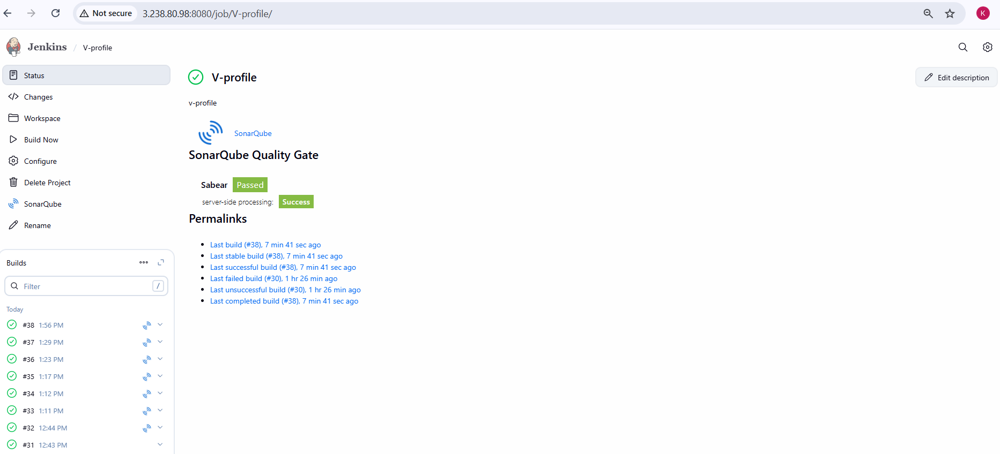 Not secure 3.238.80.98:8080/job/V-profile/
K
Jenkins / V-profile
Status
Changes
Workspace
Build Now
Configure
Delete Project
SonarQube
Rename
Builds
Filter /
Today
#38 1:56 PM
#37 1:29 PM
#36 1:23 PM
#35 1:17 PM
#34 1:12 PM
#33 1:11 PM
#32 12:44 PM
#31 12:43 PM
V-profile
Edit description
v-profile
SonarQube
SonarQube Quality Gate
Sabear Passed
server-side processing: Success
Permalinks
Last build (#38), 7 min 41 sec ago
Last stable build (#38), 7 min 41 sec ago
Last successful build (#38), 7 min 41 sec ago
Last failed build (#30), 1 hr 26 min ago
Last unsuccessful build (#30), 1 hr 26 min ago
Last completed build (#38), 7 min 41 sec ago